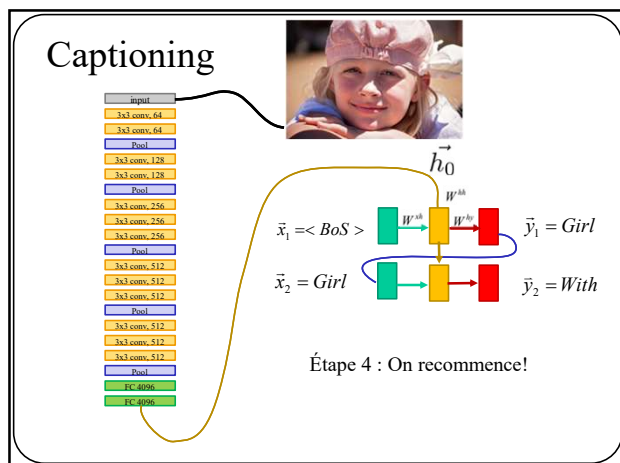 Captioning
input
3x3 conv, 64
3x3 conv, 64
Pool
3x3 conv, 128
3x3 conv, 128
Pool
3x3 conv, 256
3x3 conv, 256
3x3 conv, 256
Pool
3x3 conv, 512
3x3 conv, 512
3x3 conv, 512
Pool
3x3 conv, 512
3x3 conv, 512
3x3 conv, 512
Pool
FC 4096
FC 4096
h⃗₀
Wʰʰ
x⃗₁ =< BoS > Wˣʰ Wʰʸ y⃗₁ = Girl
x⃗₂ = Girl y⃗₂ = With
Étape 4 : On recommence!